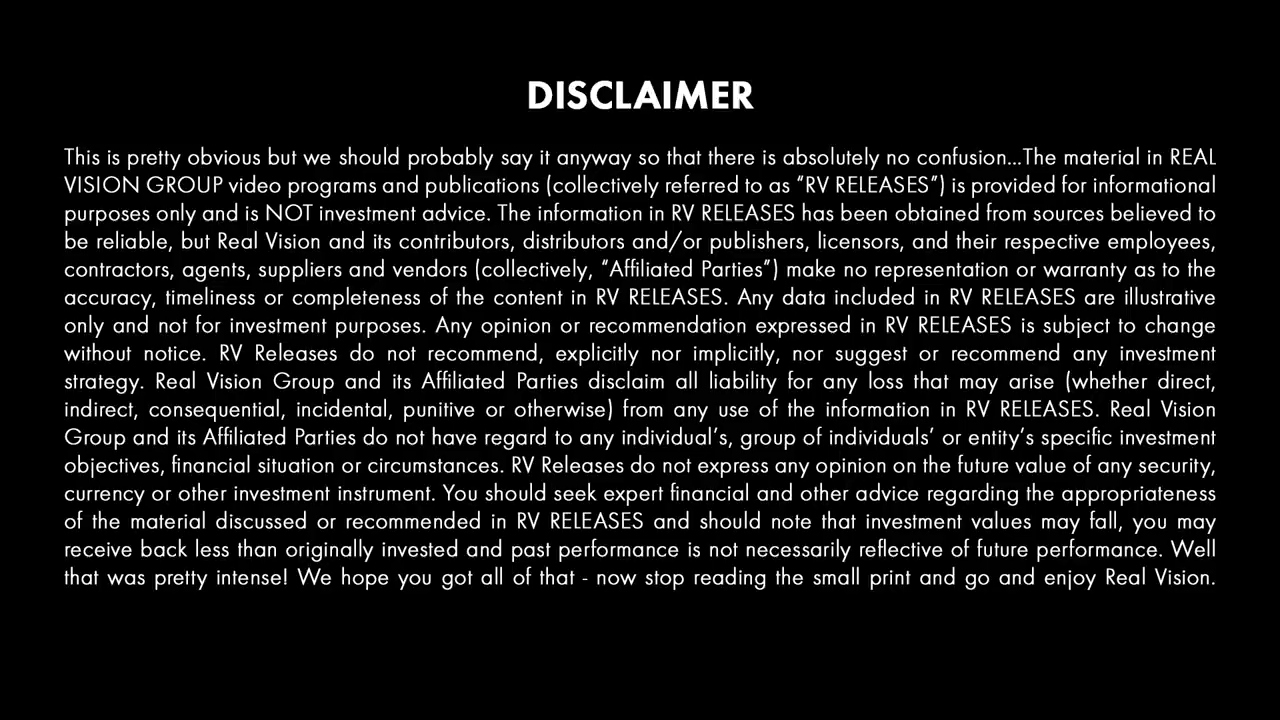 DISCLAIMER
This is pretty obvious but we should probably say it anyway so that there is absolutely no confusion...The material in REAL
VISION GROUP video programs and publications (collectively referred to as “RV RELEASES”) is provided for informational
purposes only and is NOT investment advice. The information in RV RELEASES has been obtained from sources believed to
be reliable, but Real Vision and its contributors, distributors and/or publishers, licensors, and their respective employees,
contractors, agents, suppliers and vendors (collectively, “Affiliated Parties”) make no representation or warranty as to the
accuracy, timeliness or completeness of the content in RV RELEASES. Any data included in RV RELEASES are illustrative
only and not for investment purposes. Any opinion or recommendation expressed in RV RELEASES is subject to change
without notice. RV Releases do not recommend, explicitly nor implicitly, nor suggest or recommend any investment
strategy. Real Vision Group and its Affiliated Parties disclaim all liability for any loss that may arise (whether direct,
indirect, consequential, incidental, punitive or otherwise) from any use of the information in RV RELEASES. Real Vision
Group and its Affiliated Parties do not have regard to any individual’s, group of individuals’ or entity’s specific investment
objectives, financial situation or circumstances. RV Releases do not express any opinion on the future value of any security,
currency or other investment instrument. You should seek expert financial and other advice regarding the appropriateness
of the material discussed or recommended in RV RELEASES and should note that investment values may fall, you may
receive back less than originally invested and past performance is not necessarily reflective of future performance. Well
that was pretty intense! We hope you got all of that - now stop reading the small print and go and enjoy Real Vision.